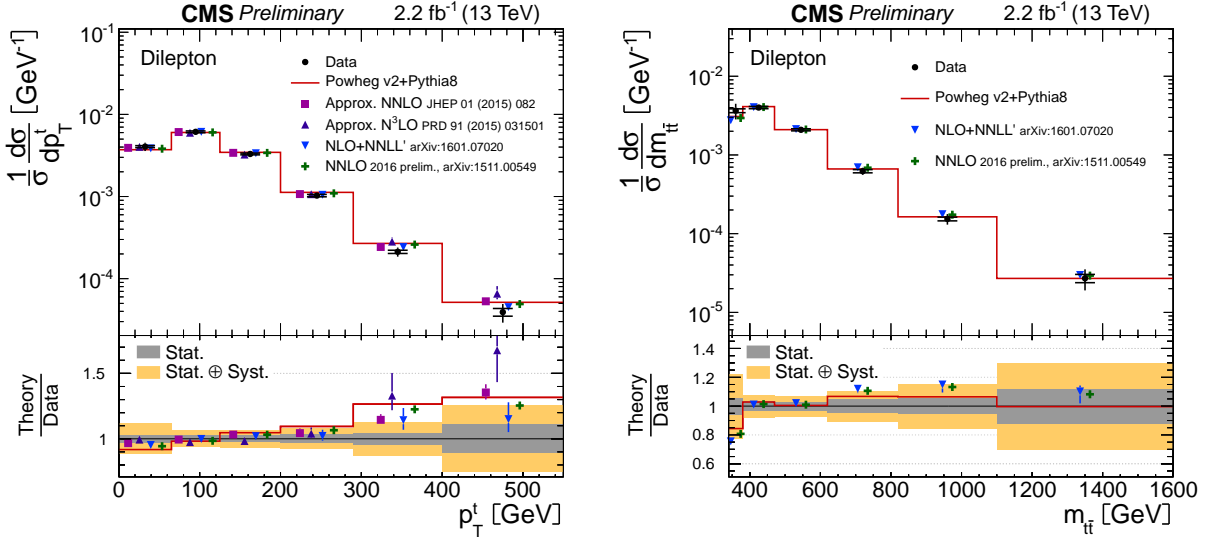 CMS Preliminary 2.2 fb⁻¹ (13 TeV)
10⁻¹
10⁻²
10⁻³
10⁻⁴
1/σ dσ/dp_T^t [GeV⁻¹]
Dilepton
Data
Powheg v2+Pythia8
Approx. NNLO JHEP 01 (2015) 082
Approx. N³LO PRD 91 (2015) 031501
NLO+NNLL' arXiv:1601.07020
NNLO 2016 prelim., arXiv:1511.00549
Theory/Data
1.5
1
Stat.
Stat. ⊕ Syst.
0 100 200 300 400 500
p_T^t [GeV]
CMS Preliminary 2.2 fb⁻¹ (13 TeV)
10⁻²
10⁻³
10⁻⁴
10⁻⁵
1/σ dσ/dm_tt̄ [GeV⁻¹]
Dilepton
Data
Powheg v2+Pythia8
NLO+NNLL' arXiv:1601.07020
NNLO 2016 prelim., arXiv:1511.00549
Theory/Data
1.4
1.2
1
0.8
0.6
Stat.
Stat. ⊕ Syst.
400 600 800 1000 1200 1400 1600
m_tt̄ [GeV]